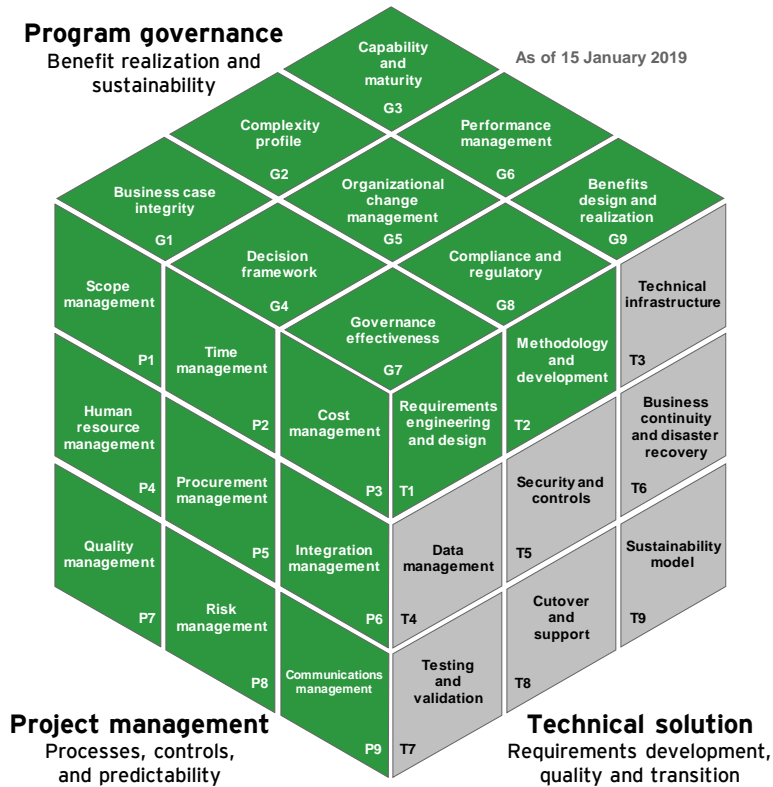 Program governance
Benefit realization and
sustainability
As of 15 January 2019
Capability
and
maturity
G3
Complexity
profile
G2
Performance
management
G6
Business case
integrity
G1
Organizational
change
management
G5
Benefits
design and
realization
G9
Decision
framework
G4
Compliance and
regulatory
G8
Governance
effectiveness
G7
Scope
management
P1
Time
management
P2
Cost
management
P3
Human
resource
management
P4
Procurement
management
P5
Integration
management
P6
Quality
management
P7
Risk
management
P8
Communications
management
P9
Requirements
engineering
and design
T1
Methodology
and
development
T2
Technical
infrastructure
T3
Data
management
T4
Security and
controls
T5
Business
continuity
and disaster
recovery
T6
Testing
and
validation
T7
Cutover
and
support
T8
Sustainability
model
T9
Project management
Processes, controls,
and predictability
Technical solution
Requirements development,
quality and transition